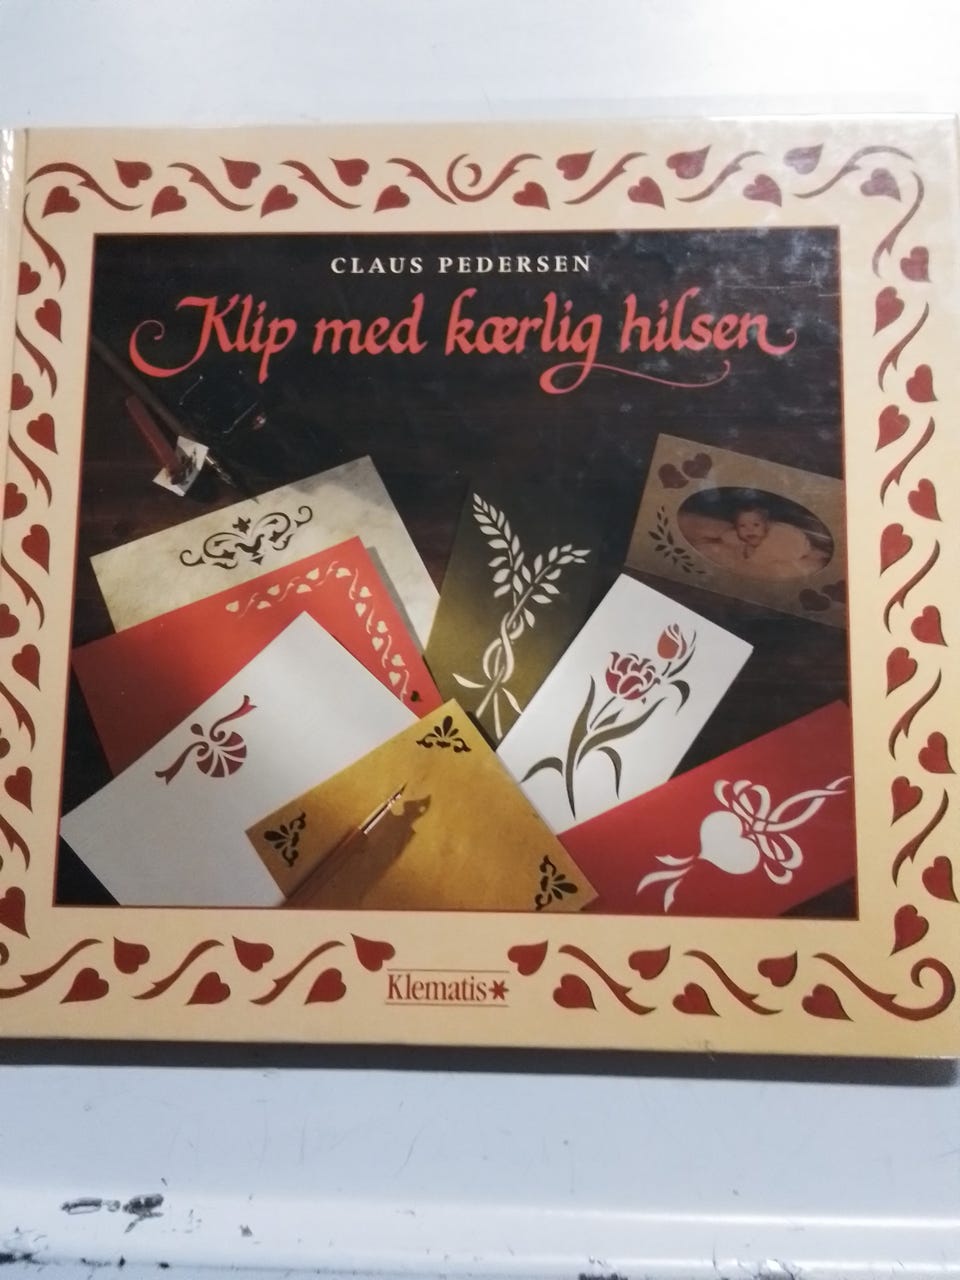 CLAUS PEDERSEN
Klip med kærlig hilsen
Klematis